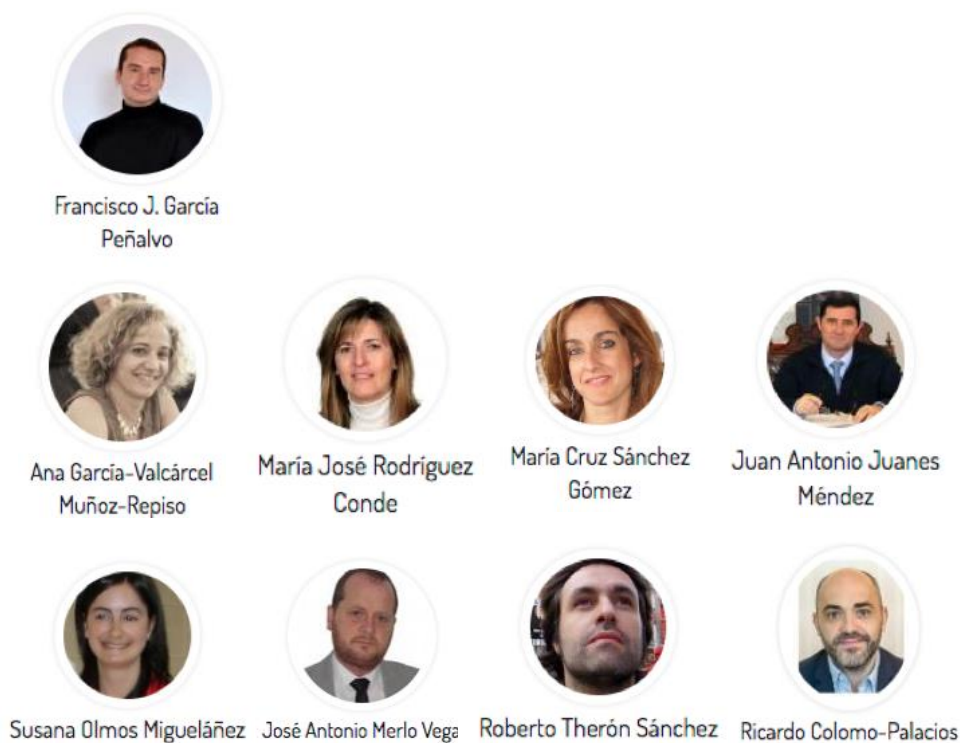 Francisco J. García
Peñalvo
Ana García-Valcárcel
Muñoz-Repiso
María José Rodríguez
Conde
María Cruz Sánchez
Gómez
Juan Antonio Juanes
Méndez
Susana Olmos Migueláñez
José Antonio Merlo Vega
Roberto Therón Sánchez
Ricardo Colomo-Palacios